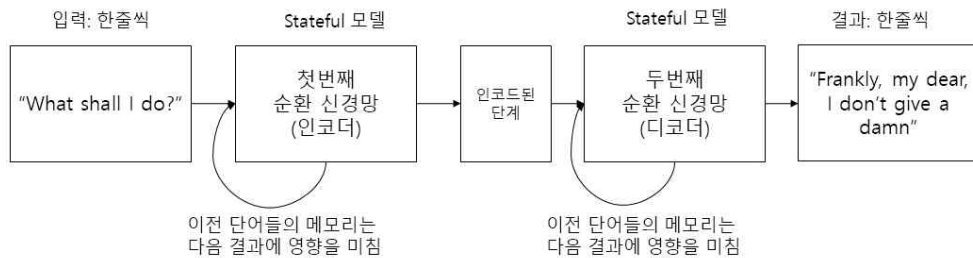 입력: 한줄씩
Stateful 모델
Stateful 모델
결과: 한줄씩
"What shall I do?"
첫번째
순환 신경망
(인코더)
인코드된
단계
두번째
순환 신경망
(디코더)
"Frankly, my dear,
I don't give a
damn"
이전 단어들의 메모리는
다음 결과에 영향을 미침
이전 단어들의 메모리는
다음 결과에 영향을 미침